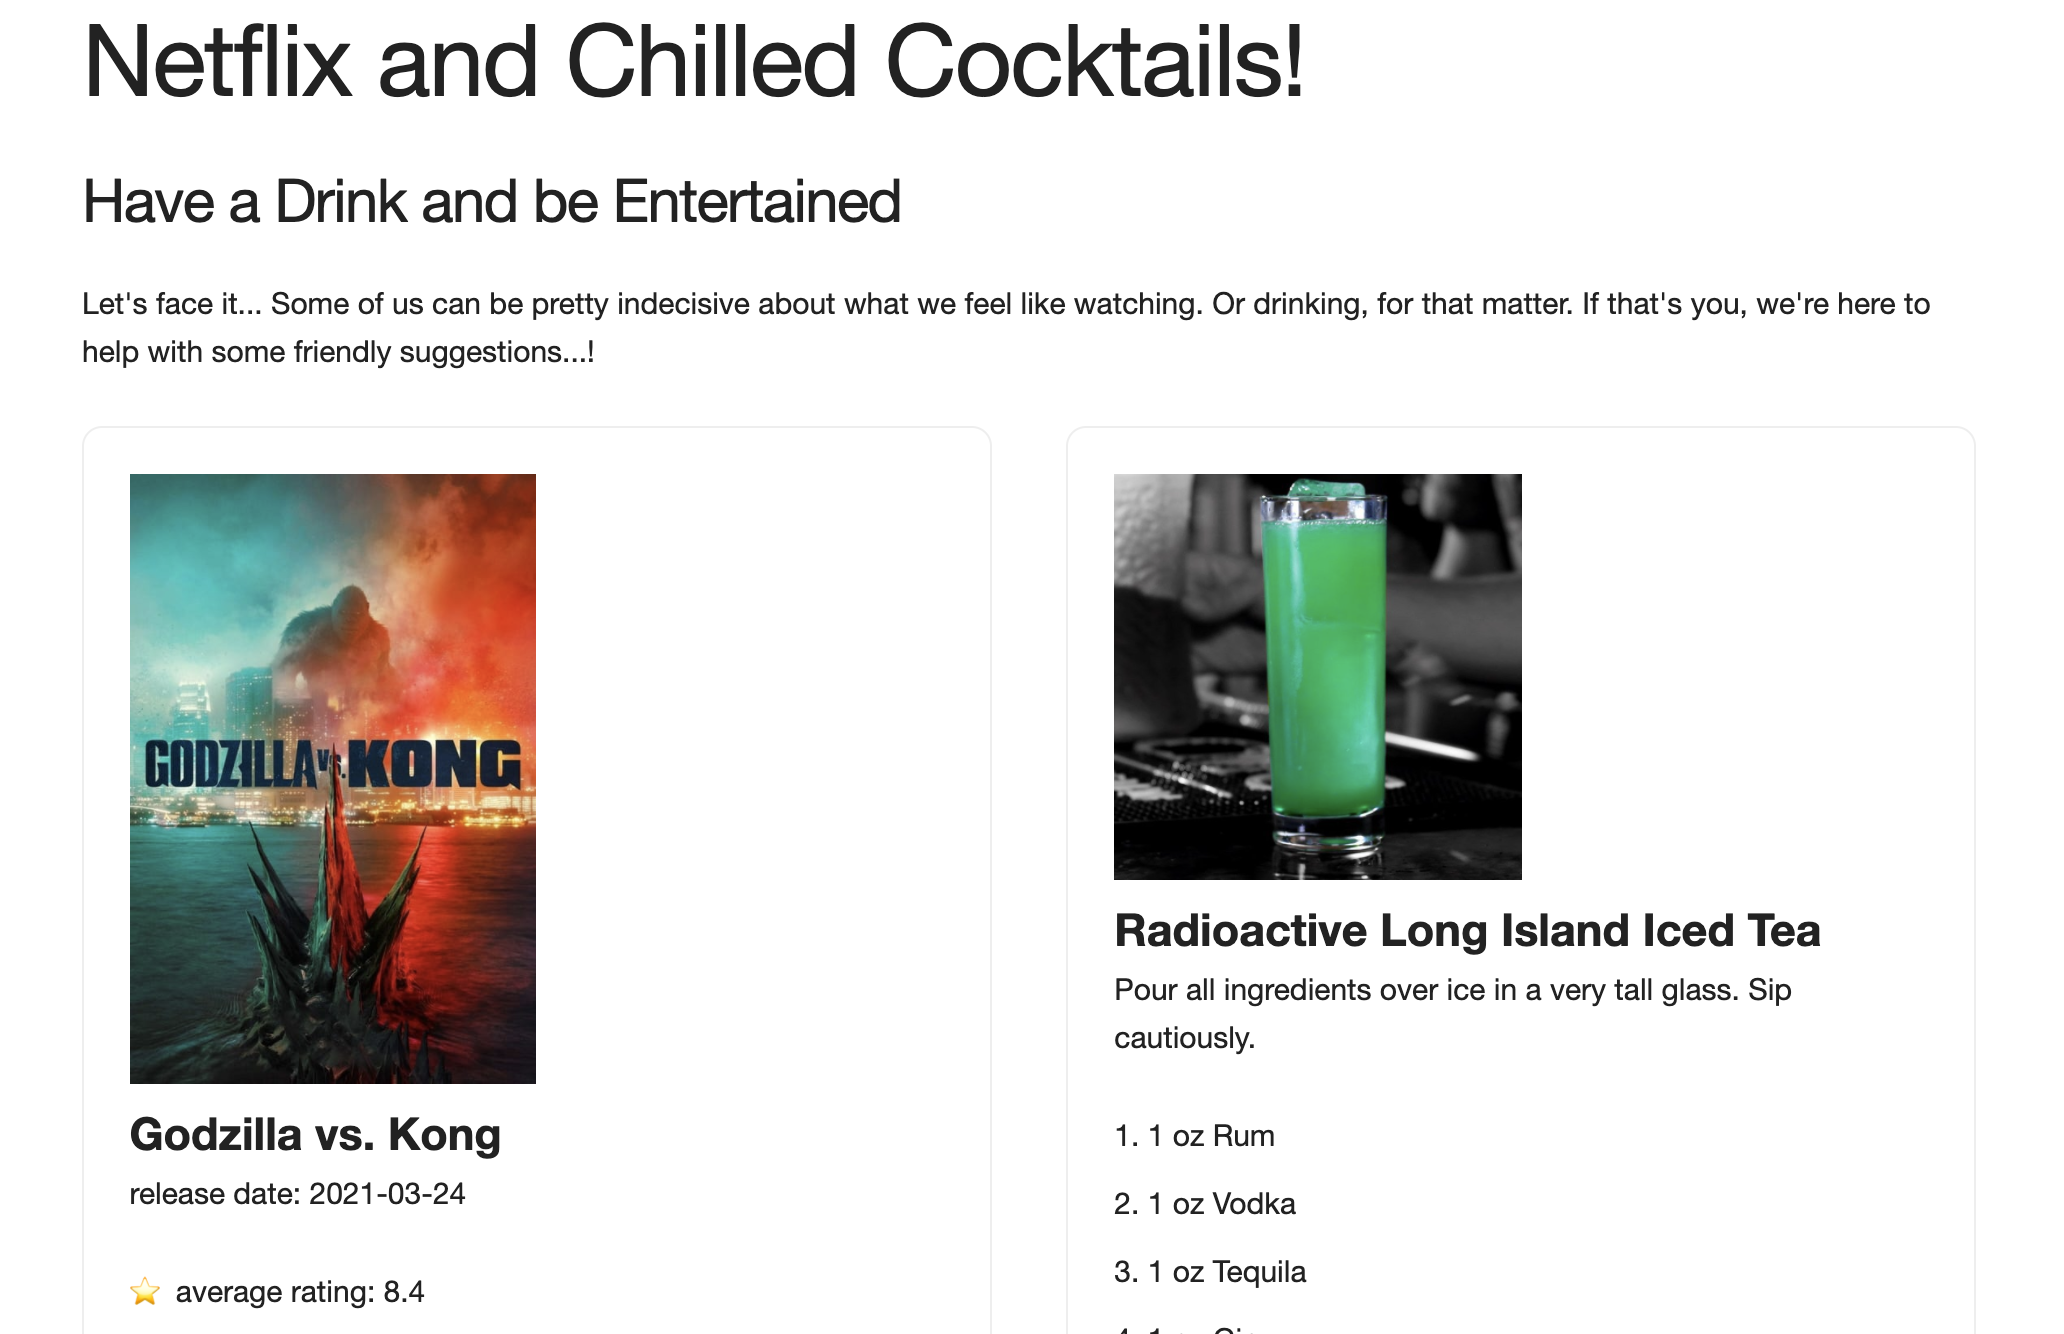 Netflix and Chilled Cocktails!
Have a Drink and be Entertained
Let's face it... Some of us can be pretty indecisive about what we feel like watching. Or drinking, for that matter. If that's you, we're here to
help with some friendly suggestions...!
GODZILLA vs. KONG
Godzilla vs. Kong
release date: 2021-03-24
⭐ average rating: 8.4
Radioactive Long Island Iced Tea
Pour all ingredients over ice in a very tall glass. Sip
cautiously.
1. 1 oz Rum
2. 1 oz Vodka
3. 1 oz Tequila